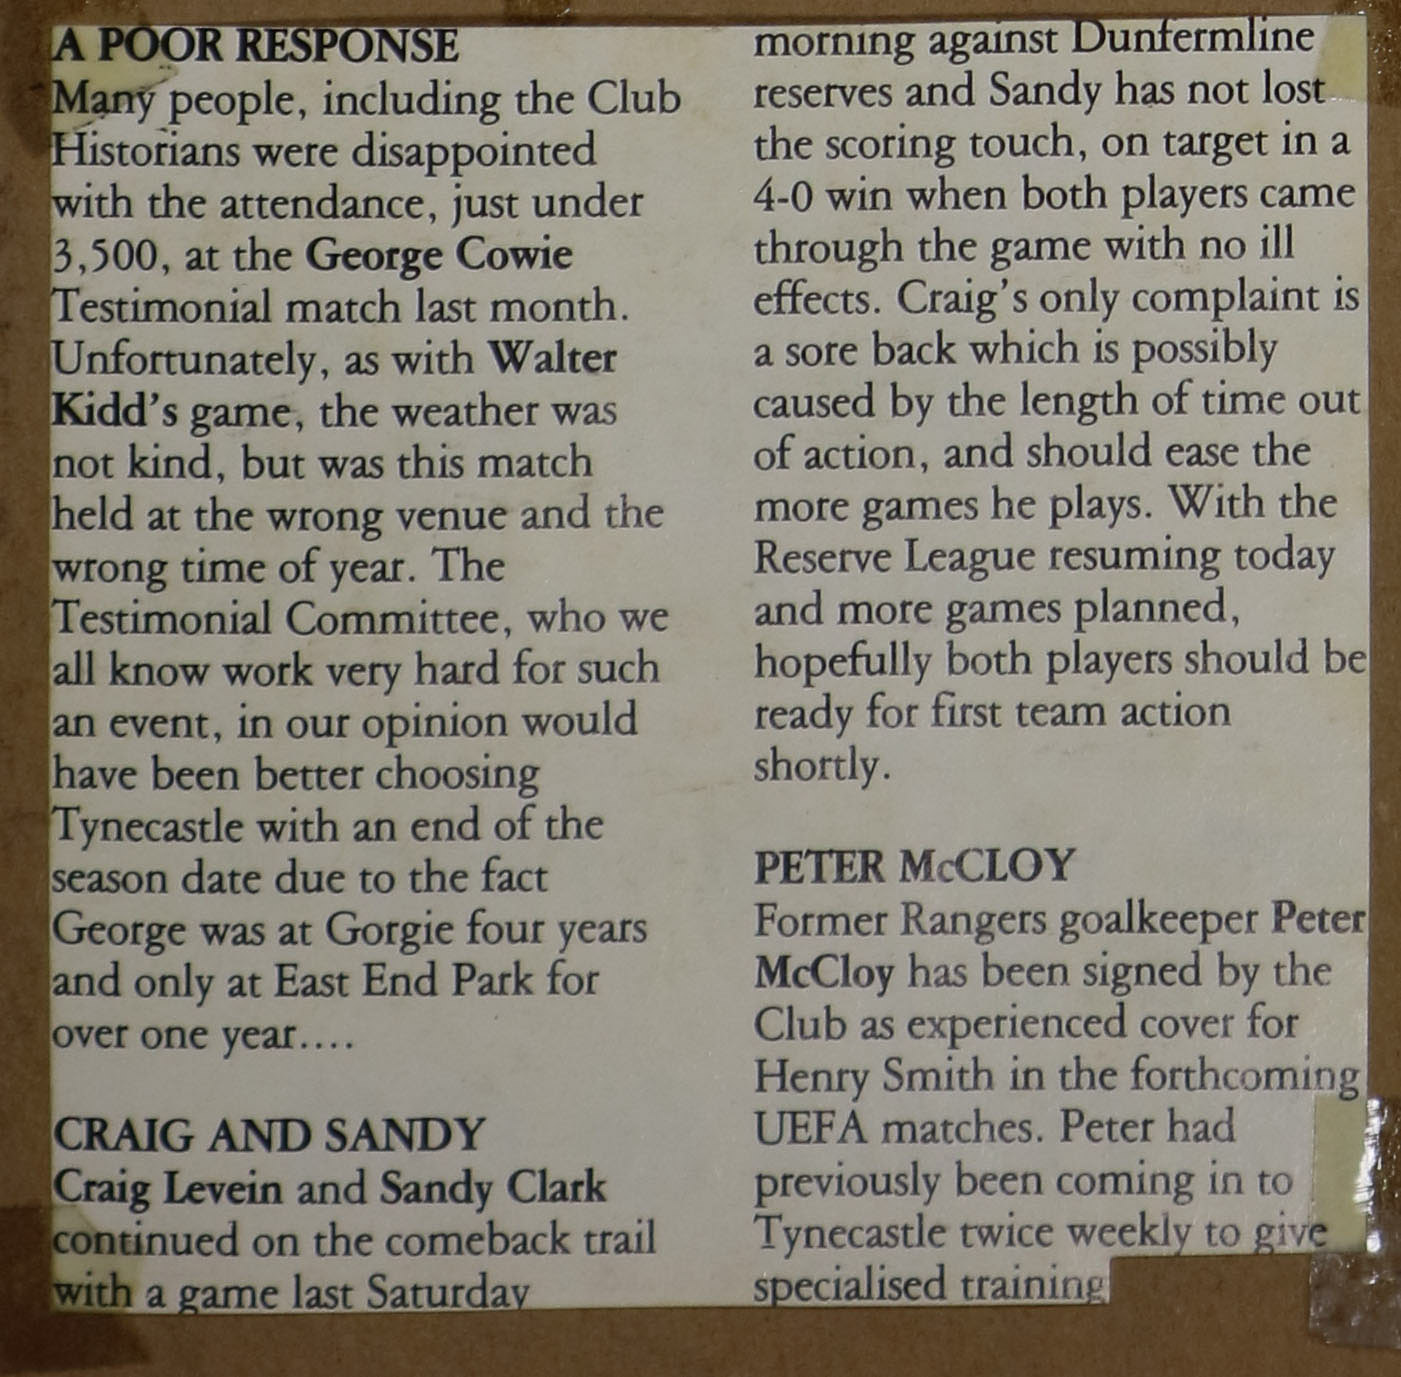 A POOR RESPONSE
Many people, including the Club
Historians were disappointed
with the attendance, just under
3,500, at the George Cowie
Testimonial match last month.
Unfortunately, as with Walter
Kidd's game, the weather was
not kind, but was this match
held at the wrong venue and the
wrong time of year. The
Testimonial Committee, who we
all know work very hard for such
an event, in our opinion would
have been better choosing
Tynecastle with an end of the
season date due to the fact
George was at Gorgie four years
and only at East End Park for
over one year....
CRAIG AND SANDY
Craig Levein and Sandy Clark
continued on the comeback trail
with a game last Saturday
morning against Dunfermline
reserves and Sandy has not lost
the scoring touch, on target in a
4-0 win when both players came
through the game with no ill
effects. Craig's only complaint is
a sore back which is possibly
caused by the length of time out
of action, and should ease the
more games he plays. With the
Reserve League resuming today
and more games planned,
hopefully both players should be
ready for first team action
shortly.
PETER McCLOY
Former Rangers goalkeeper Peter
McCloy has been signed by the
Club as experienced cover for
Henry Smith in the forthcoming
UEFA matches. Peter had
previously been coming in to
Tynecastle twice weekly to give
specialised training